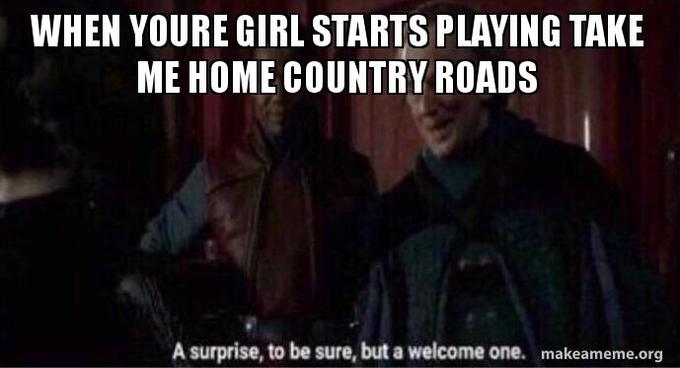 WHEN YOURE GIRL STARTS PLAYING TAKE
ME HOME COUNTRY ROADS
A surprise, to be sure, but a welcome one.
makeameme.org